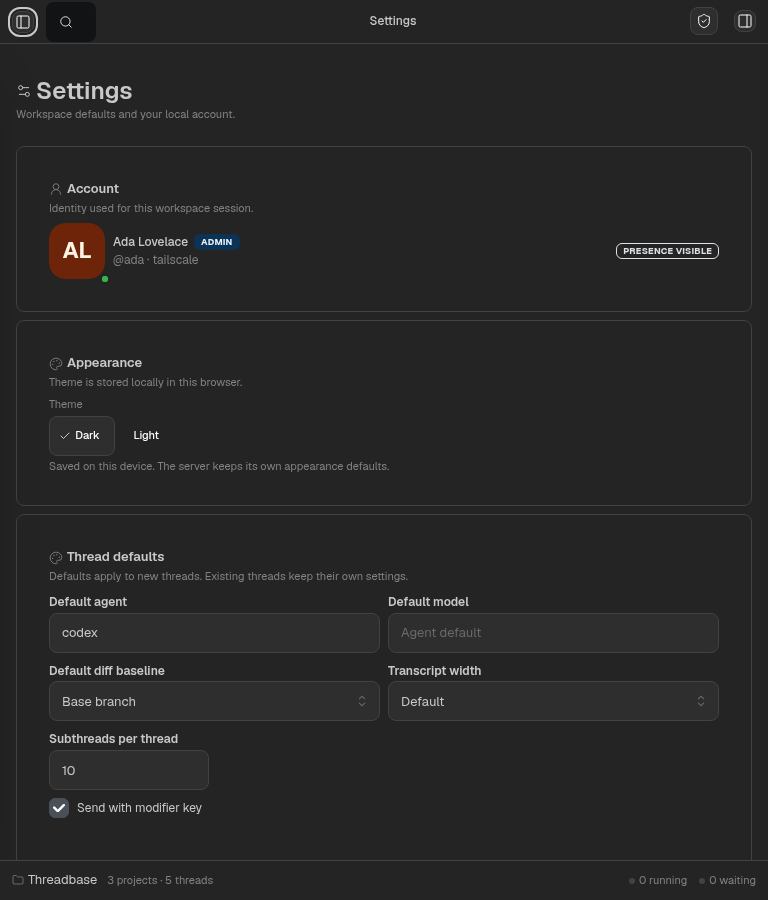 Settings
Settings
Workspace defaults and your local account.
Account
Identity used for this workspace session.
AL
Ada Lovelace ADMIN
@ada · tailscale
PRESENCE VISIBLE
Appearance
Theme is stored locally in this browser.
Theme
Dark Light
Saved on this device. The server keeps its own appearance defaults.
Thread defaults
Defaults apply to new threads. Existing threads keep their own settings.
Default agent Default model
codex Agent default
Default diff baseline Transcript width
Base branch Default
Subthreads per thread
10
Send with modifier key
Threadbase 3 projects · 5 threads 0 running 0 waiting